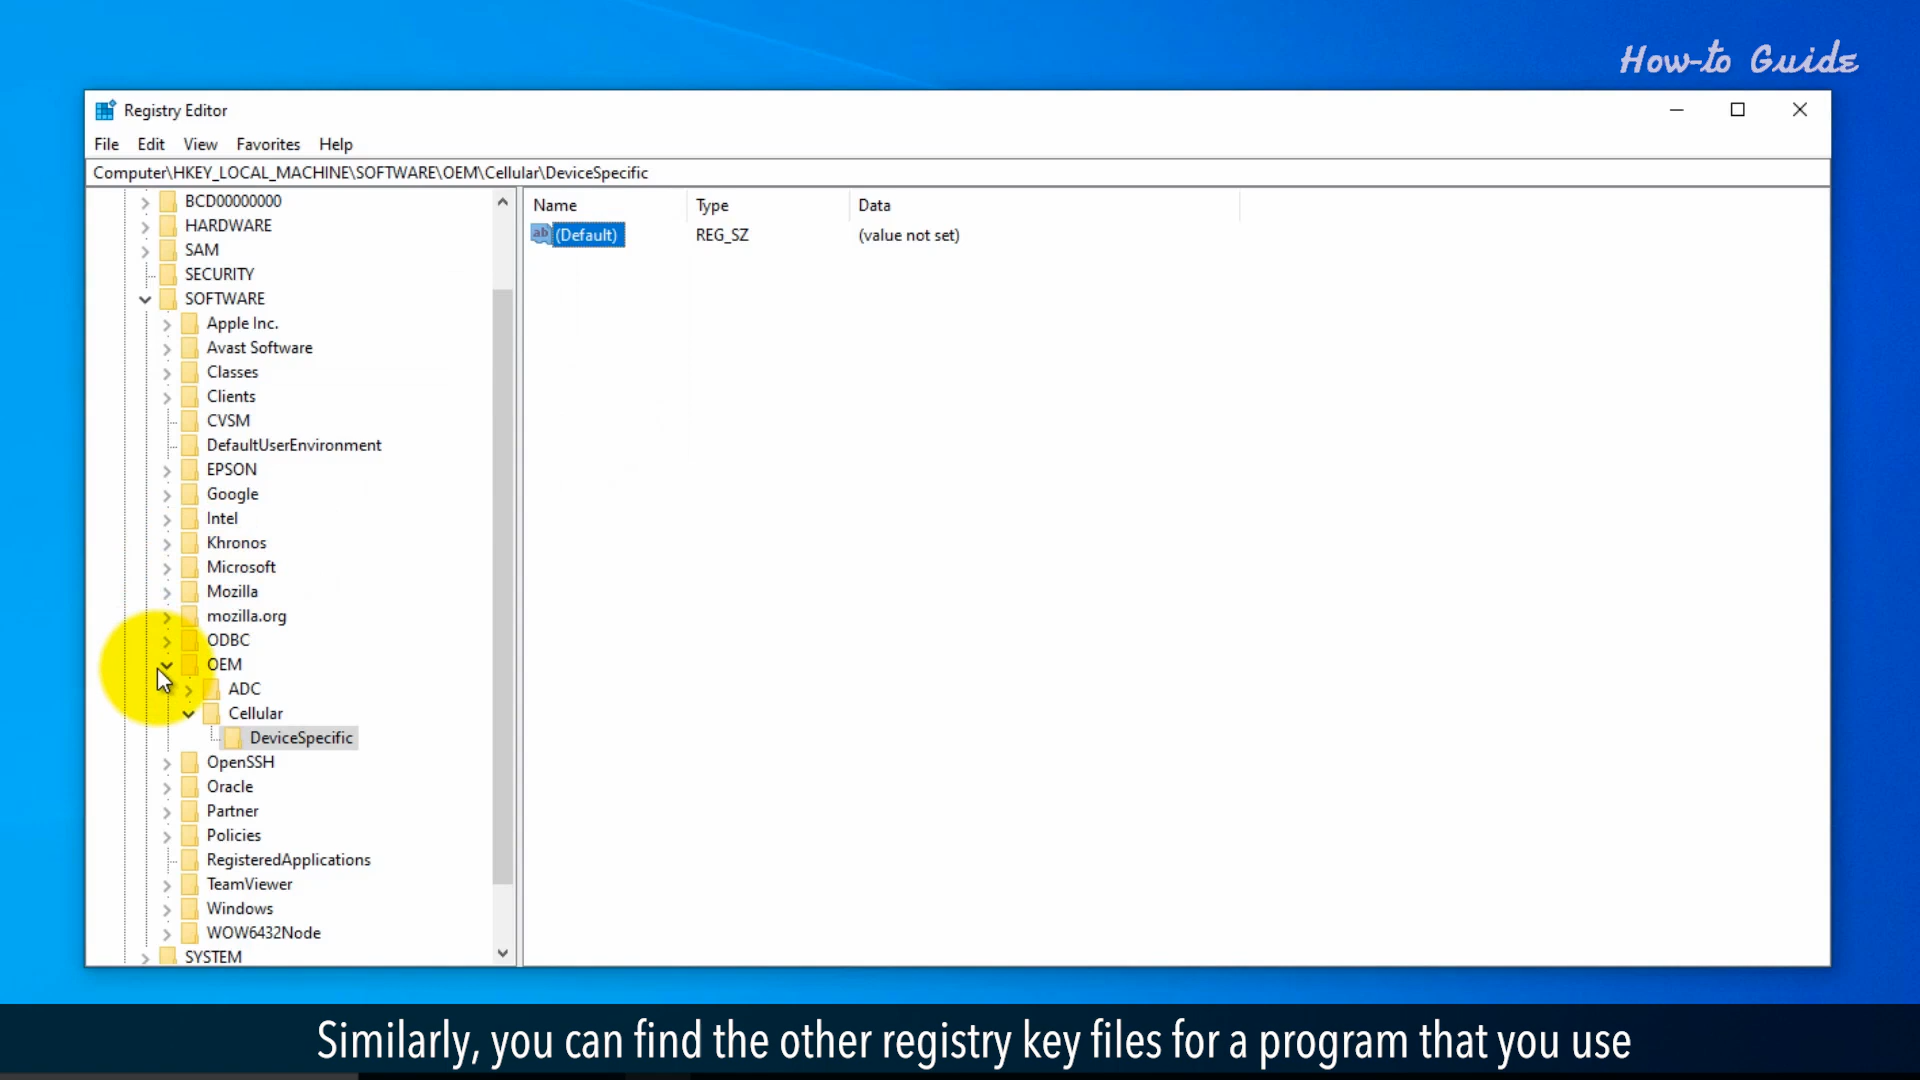 How-to Guide
Registry Editor
File Edit View Favorites Help
Computer\HKEY_LOCAL_MACHINE\SOFTWARE\OEM\Cellular\DeviceSpecific
Name Type Data
ab (Default) REG_SZ (value not set)
BCD00000000
HARDWARE
SAM
SECURITY
SOFTWARE
Apple Inc.
Avast Software
Classes
Clients
CVSM
DefaultUserEnvironment
EPSON
Google
Intel
Khronos
Microsoft
Mozilla
mozilla.org
ODBC
OEM
ADC
Cellular
DeviceSpecific
OpenSSH
Oracle
Partner
Policies
RegisteredApplications
TeamViewer
Windows
WOW6432Node
SYSTEM
Similarly, you can find the other registry key files for a program that you use